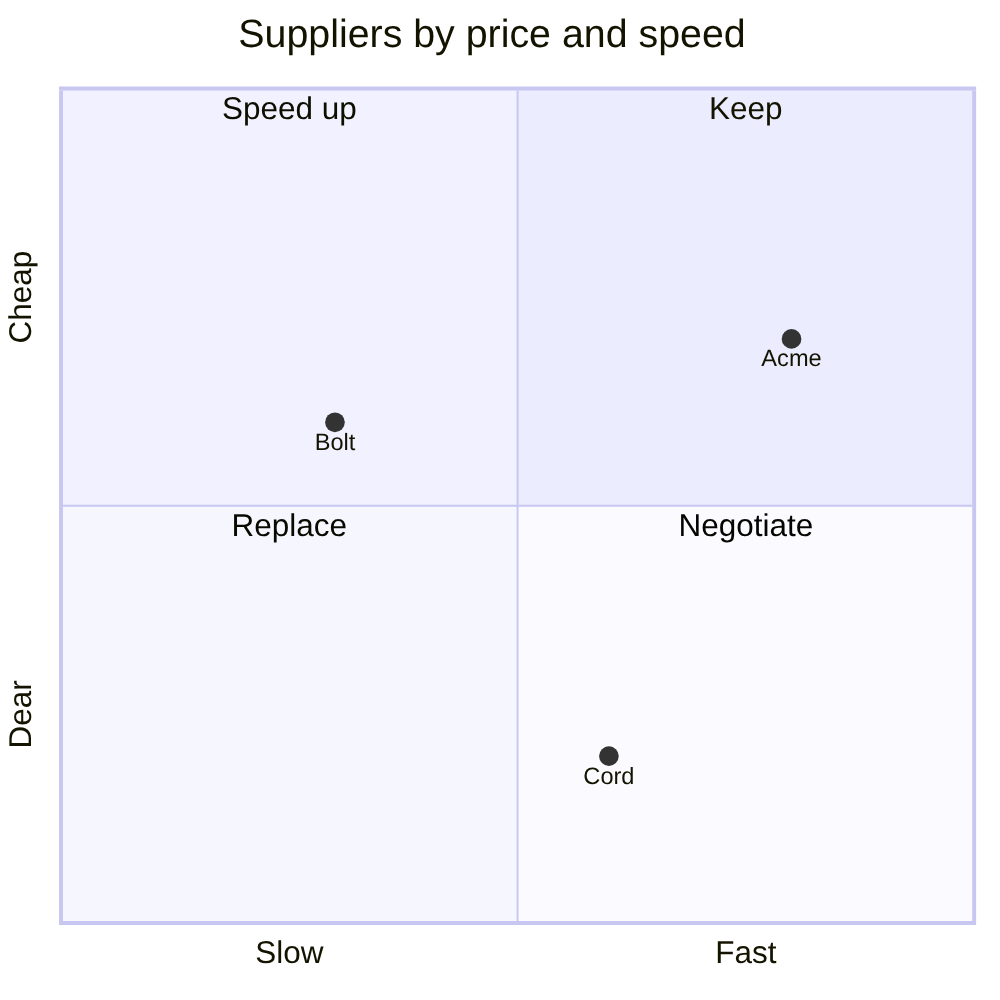 Suppliers by price and speed
Speed up
Keep
Cheap
Acme
Bolt
Replace
Negotiate
Dear
Cord
Slow
Fast